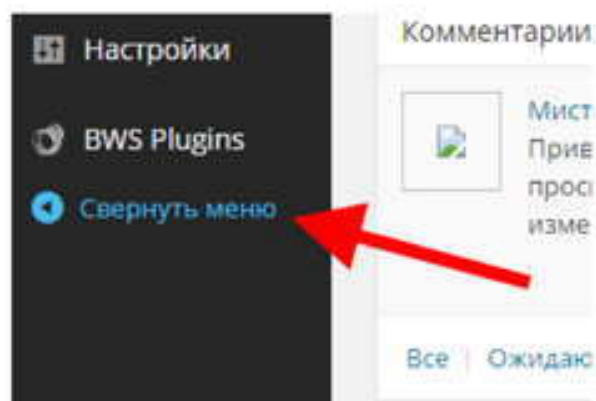 Настройки
BWS Plugins
Свернуть меню
Комментарии
Мист
Прив
прос
изме
Все | Ожидаю